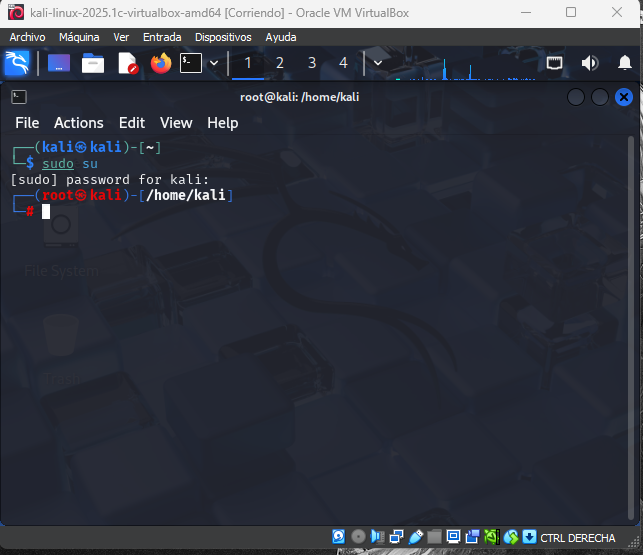 kali-linux-2025.1c-virtualbox-amd64 [Corriendo] - Oracle VM VirtualBox
Archivo Máquina Ver Entrada Dispositivos Ayuda
1 2 3 4
root@kali: /home/kali
File Actions Edit View Help
┌──(kali㉿kali)-[~]
└─$ sudo su
[sudo] password for kali:
┌──(root㉿kali)-[/home/kali]
└─#
File System
Trash
CTRL DERECHA